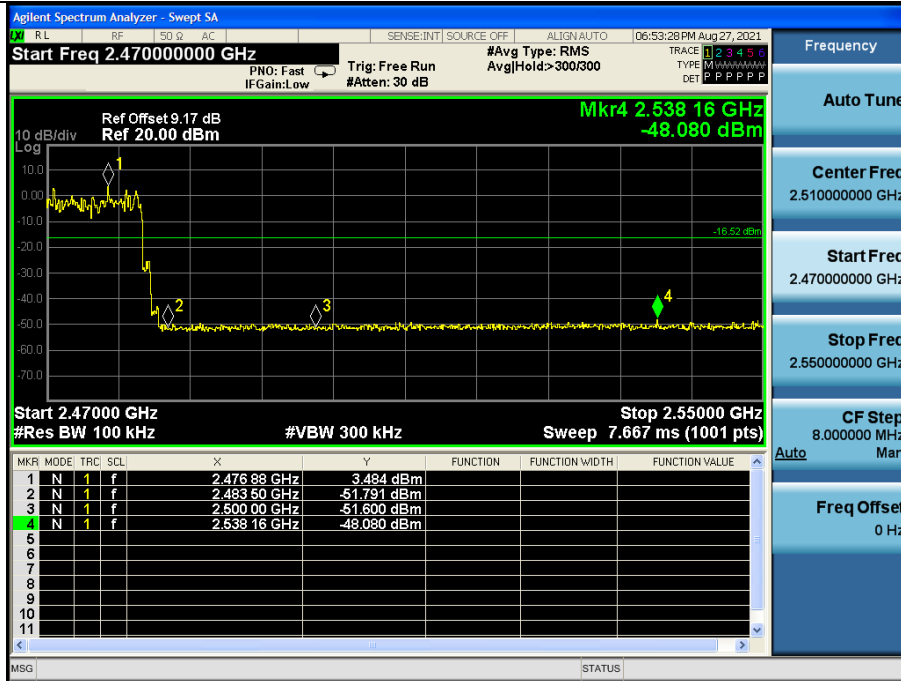 Agilent Spectrum Analyzer - Swept SA
LXI RL RF 50 Ω AC SENSE:INT SOURCE OFF ALIGN AUTO 06:53:28 PM Aug 27, 2021
Start Freq 2.470000000 GHz
#Avg Type: RMS
TRACE 1 2 3 4 5 6
PNO: Fast Trig: Free Run Avg|Hold:>300/300
TYPE M WWWWW
IFGain:Low #Atten: 30 dB
DET P P P P P P
Ref Offset 9.17 dB
Mkr4 2.538 16 GHz
10 dB/div Ref 20.00 dBm
-48.080 dBm
Log
1
10.0
0.00
-10.0
-16.52 dBm
-20.0
-30.0
-40.0
2
3
4
-50.0
-60.0
-70.0
Start 2.47000 GHz Stop 2.55000 GHz
#Res BW 100 kHz #VBW 300 kHz Sweep 7.667 ms (1001 pts)
MKR MODE TRC SCL X Y FUNCTION FUNCTION WIDTH FUNCTION VALUE
1 N 1 f 2.476 88 GHz 3.484 dBm
2 N 1 f 2.483 50 GHz -51.791 dBm
3 N 1 f 2.500 00 GHz -51.600 dBm
4 N 1 f 2.538 16 GHz -48.080 dBm
5
6
7
8
9
10
11
MSG STATUS
Frequency
Auto Tune
Center Freq
2.510000000 GHz
Start Freq
2.470000000 GHz
Stop Freq
2.550000000 GHz
CF Step
8.000000 MHz
Auto Man
Freq Offset
0 Hz